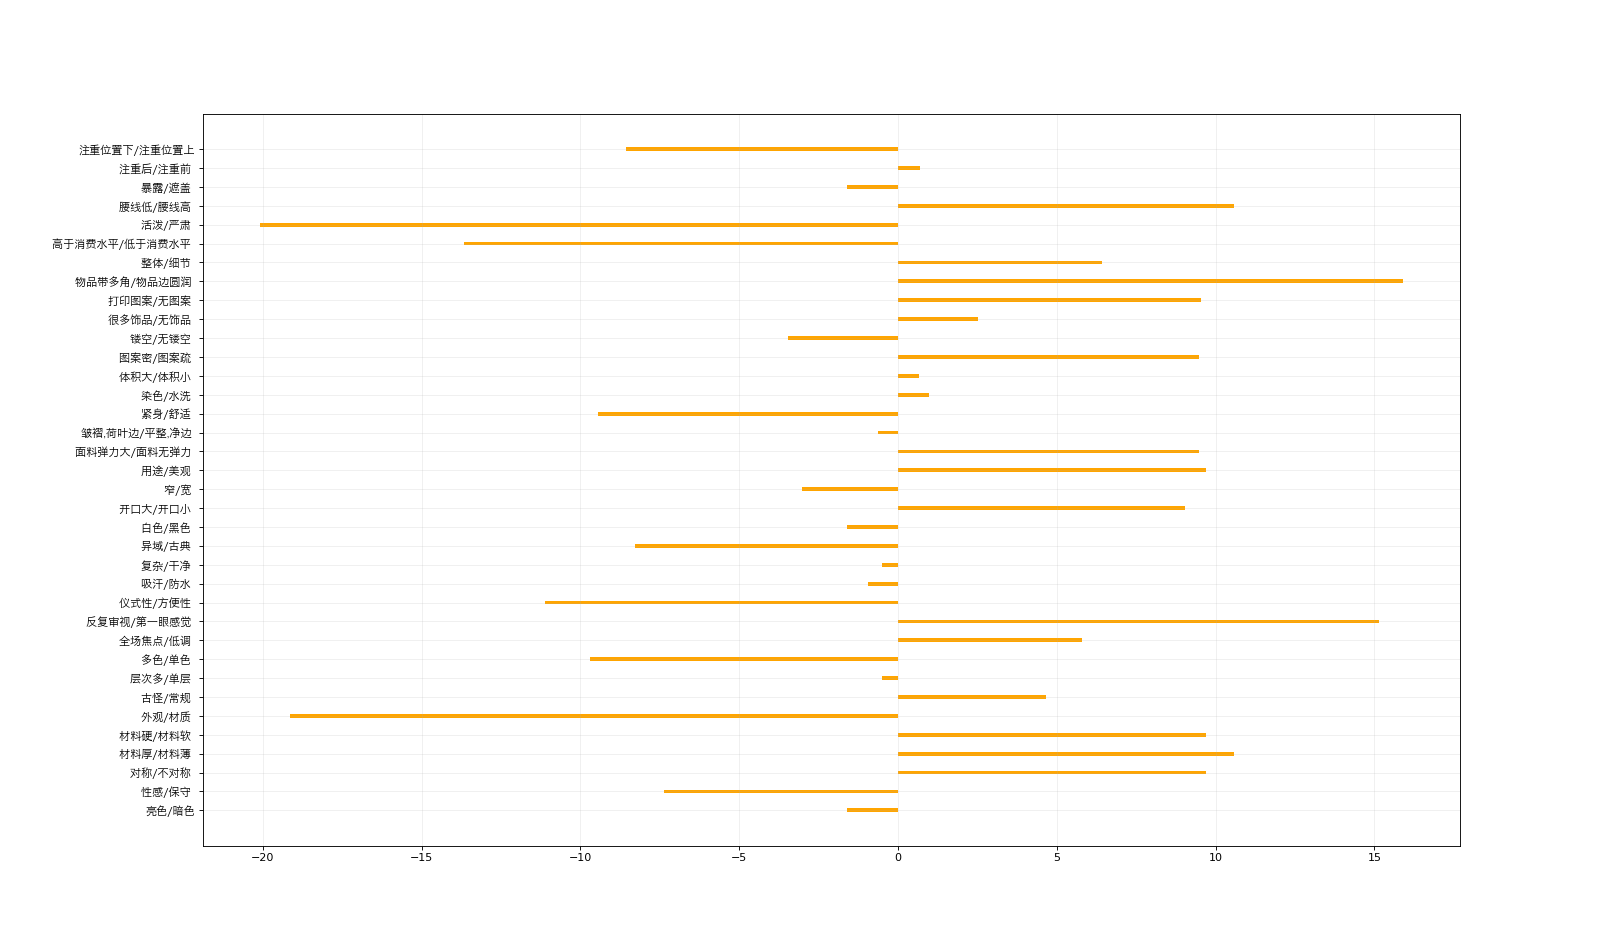 注重位置下/注重位置上
注重后/注重前
暴露/遮盖
腰线低/腰线高
活泼/严肃
高于消费水平/低于消费水平
整体/细节
物品带多角/物品边圆润
打印图案/无图案
很多饰品/无饰品
镂空/无镂空
图案密/图案疏
体积大/体积小
染色/水洗
紧身/舒适
皱褶,荷叶边/平整,净边
面料弹力大/面料无弹力
用途/美观
窄/宽
开口大/开口小
白色/黑色
异域/古典
复杂/干净
吸汗/防水
仪式性/方便性
反复审视/第一眼感觉
全场焦点/低调
多色/单色
层次多/单层
古怪/常规
外观/材质
材料硬/材料软
材料厚/材料薄
对称/不对称
性感/保守
亮色/暗色
−20 −15 −10 −5 0 5 10 15